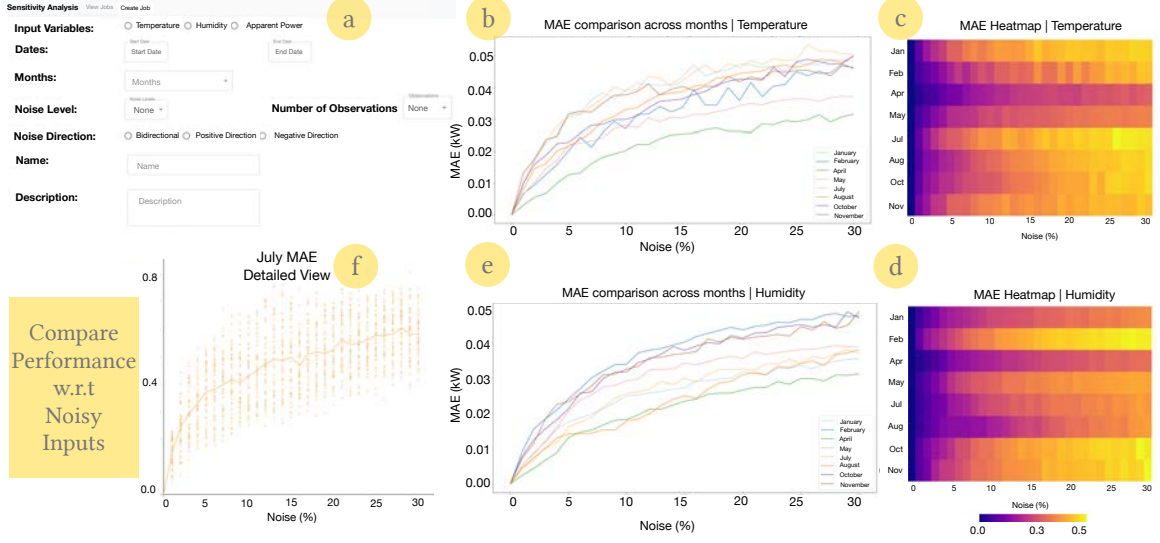 Sensitivity Analysis View Jobs Create Job
a
Input Variables: Temperature Humidity Apparent Power
Dates: Start Date Start Date End Date End Date
Months: Months
Noise Level: Noise Levels None Number of Observations Observations None
Noise Direction: Bidirectional Positive Direction Negative Direction
Name: Name
Description: Description
b
MAE comparison across months | Temperature
MAE (kW)
0.05
0.04
0.03
0.02
0.01
0.00
0 5 10 15 20 25 30
Noise (%)
January
February
April
May
July
August
October
November
c
MAE Heatmap | Temperature
Jan
Feb
Apr
May
Jul
Aug
Oct
Nov
0 5 10 15 20 25 30
Noise (%)
Compare
Performance
w.r.t
Noisy
Inputs
f
July MAE
Detailed View
0.8
0.4
0.0
0 5 10 15 20 25 30
Noise (%)
e
MAE comparison across months | Humidity
MAE (kW)
0.05
0.04
0.03
0.02
0.01
0.00
0 5 10 15 20 25 30
Noise (%)
January
February
April
May
July
August
October
November
d
MAE Heatmap | Humidity
Jan
Feb
Apr
May
Jul
Aug
Oct
Nov
0 5 10 15 20 25 30
Noise (%)
0.0 0.3 0.5